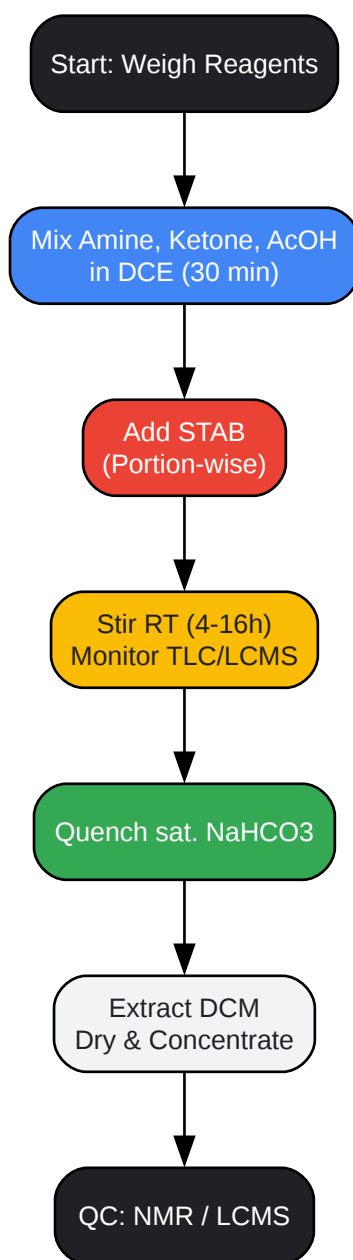 Start: Weigh Reagents
Mix Amine, Ketone, AcOH
in DCE (30 min)
Add STAB
(Portion-wise)
Stir RT (4-16h)
Monitor TLC/LCMS
Quench sat. NaHCO3
Extract DCM
Dry & Concentrate
QC: NMR / LCMS